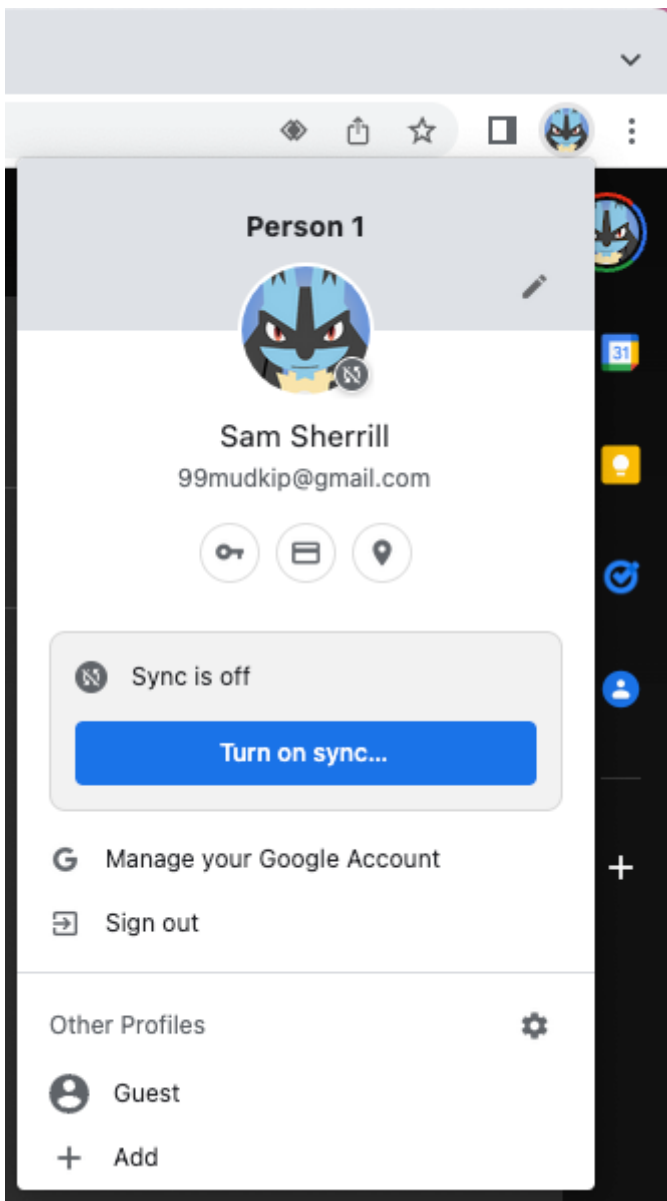 Person 1
Sam Sherrill
99mudkip@gmail.com
31
Sync is off
Turn on sync...
G Manage your Google Account
Sign out
Other Profiles
Guest
Add